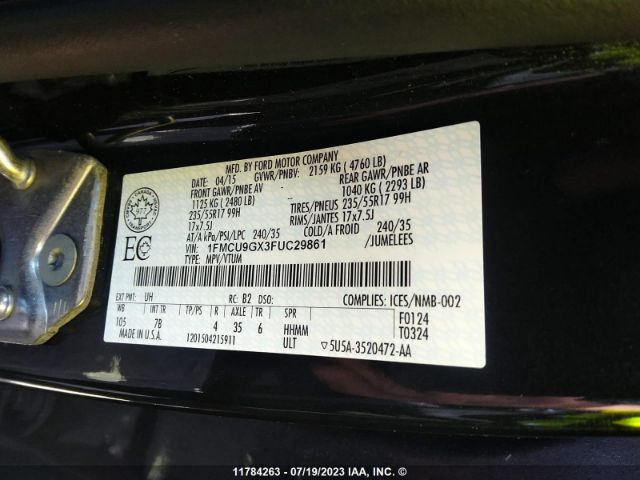 MFD. BY FORD MOTOR COMPANY
DATE: 04/15 GVWR/PNBV: 2159 KG ( 4760 LB)
FRONT GAWR/PNBE AV REAR GAWR/PNBE AR
1125 KG ( 2480 LB) 1040 KG ( 2293 LB)
235/55R17 99H TIRES/PNEUS 235/55R17 99H
17x7.5J RIMS/JANTES 17x7.5J
AT/A kPa/PSI/LPC 240/35 COLD/A FROID 240/35
VIN: 1FMCU9GX3FUC29861 /JUMELEES
TYPE: MPV/VTUM
977
EC
EXT PNT: UH RC: B2 DSO: COMPLIES: ICES/NMB-002
WB INT TR TP/PS R AXLE TR SPR F0124
105 7B 4 35 6 HHMM T0324
MADE IN U.S.A. 1201504215911 ULT ▽5U5A-3520472-AA
11784263 - 07/19/2023 IAA, INC. ©